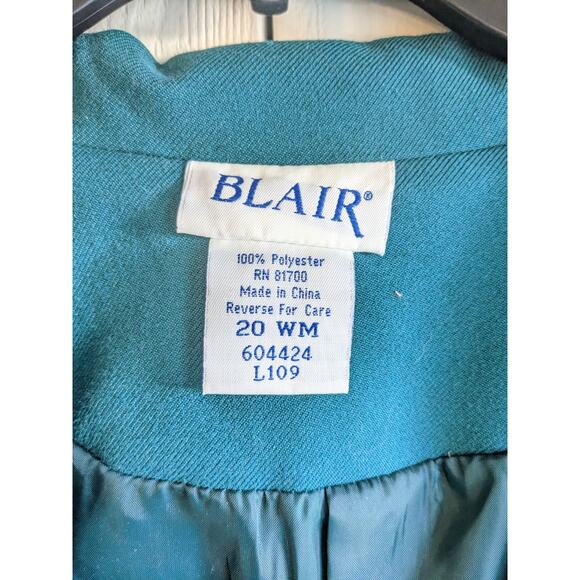 BLAIR®
100% Polyester
RN 81700
Made in China
Reverse For Care
20 WM
604424
L109